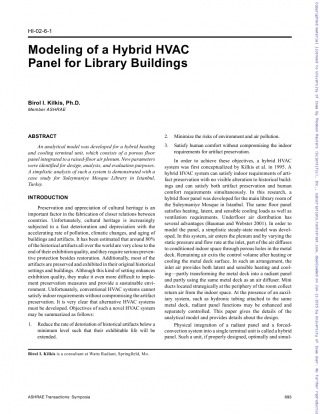 HI-02-6-1
Modeling of a Hybrid HVAC
Panel for Library Buildings
Birol I. Kilkis, Ph.D.
Member ASHRAE
ABSTRACT
An analytical model was developed for a hybrid heating
and cooling terminal unit, which consists of a porous floor
panel integrated to a raised-floor air plenum. New parameters
were identified for design, analysis, and evaluation purposes.
A simplistic analysis of such a system is demonstrated with a
case study for Suleymaniye Mosque Library in Istanbul,
Turkey.
INTRODUCTION
Preservation and appreciation of cultural heritage is an
important factor in the fabrication of closer relations between
countries. Unfortunately, cultural heritage is increasingly
subjected to a fast deterioration and depreciation with the
accelerating rate of pollution, climate changes, and aging of
buildings and artifacts. It has been estimated that around 80%
of the historical artifacts all over the world are very close to the
end of their exhibition quality, and they require serious preven-
tive protection besides restoration. Additionally, most of the
artifacts are preserved and exhibited in their original historical
settings and buildings. Although this kind of setting enhances
exhibition quality, they make it even more difficult to imple-
ment preservation measures and provide a sustainable envi-
ronment. Unfortunately, conventional HVAC systems cannot
satisfy indoor requirements without compromising the artifact
preservation. It is very clear that alternative HVAC systems
must be developed. Objectives of such a novel HVAC system
may be summarized as follows:
1. Reduce the rate of deterioration of historical artifacts below a
minimum level such that their exhibitable life will be
extended.
2. Minimize the risks of environment and air pollution.
3. Satisfy human comfort without compromising the indoor
requirements for artifact preservation.
In order to achieve these objectives, a hybrid HVAC
system was first conceptualized by Kilkis et al. in 1995. A
hybrid HVAC system can satisfy indoor requirements of arti-
fact preservation with no visible alteration to historical build-
ings and can satisfy both artifact preservation and human
comfort requirements simultaneously. In this research, a
hybrid floor panel was developed for the main library room of
the Suleymaniye Mosque in Istanbul. The same floor panel
satisfies heating, latent, and sensible cooling loads as well as
ventilation requirements. Underfloor air distribution has
several advantages (Bauman and Webster 2001). In order to
model the panel, a simplistic steady-state model was devel-
oped. In this system, air enters the plenum and by varying the
static pressure and flow rate at the inlet, part of the air diffuses
to conditioned indoor space through porous holes in the metal
deck. Remaining air exits the control volume after heating or
cooling the metal deck surface. In such an arrangement, the
inlet air provides both latent and sensible heating and cool-
ing—partly transforming the metal deck into a radiant panel
and partly using the same metal deck as an air diffuser. Mini
ducts located strategically at the periphery of the room collect
return air from the indoor space. At the presence of an auxil-
iary system, such as hydronic tubing attached to the same
metal deck, radiant panel functions may be enhanced and
separately controlled. This paper gives the details of the
analytical model and provides details about the design.
Physical integration of a radiant panel and a forced-
convection system into a single terminal unit is called a hybrid
panel. Such a unit, if properly designed, optimally and simul-
Birol I. Kilkis is a consultant at Watts Radiant, Springfield, Mo.
ASHRAE Transactions: Symposia
693